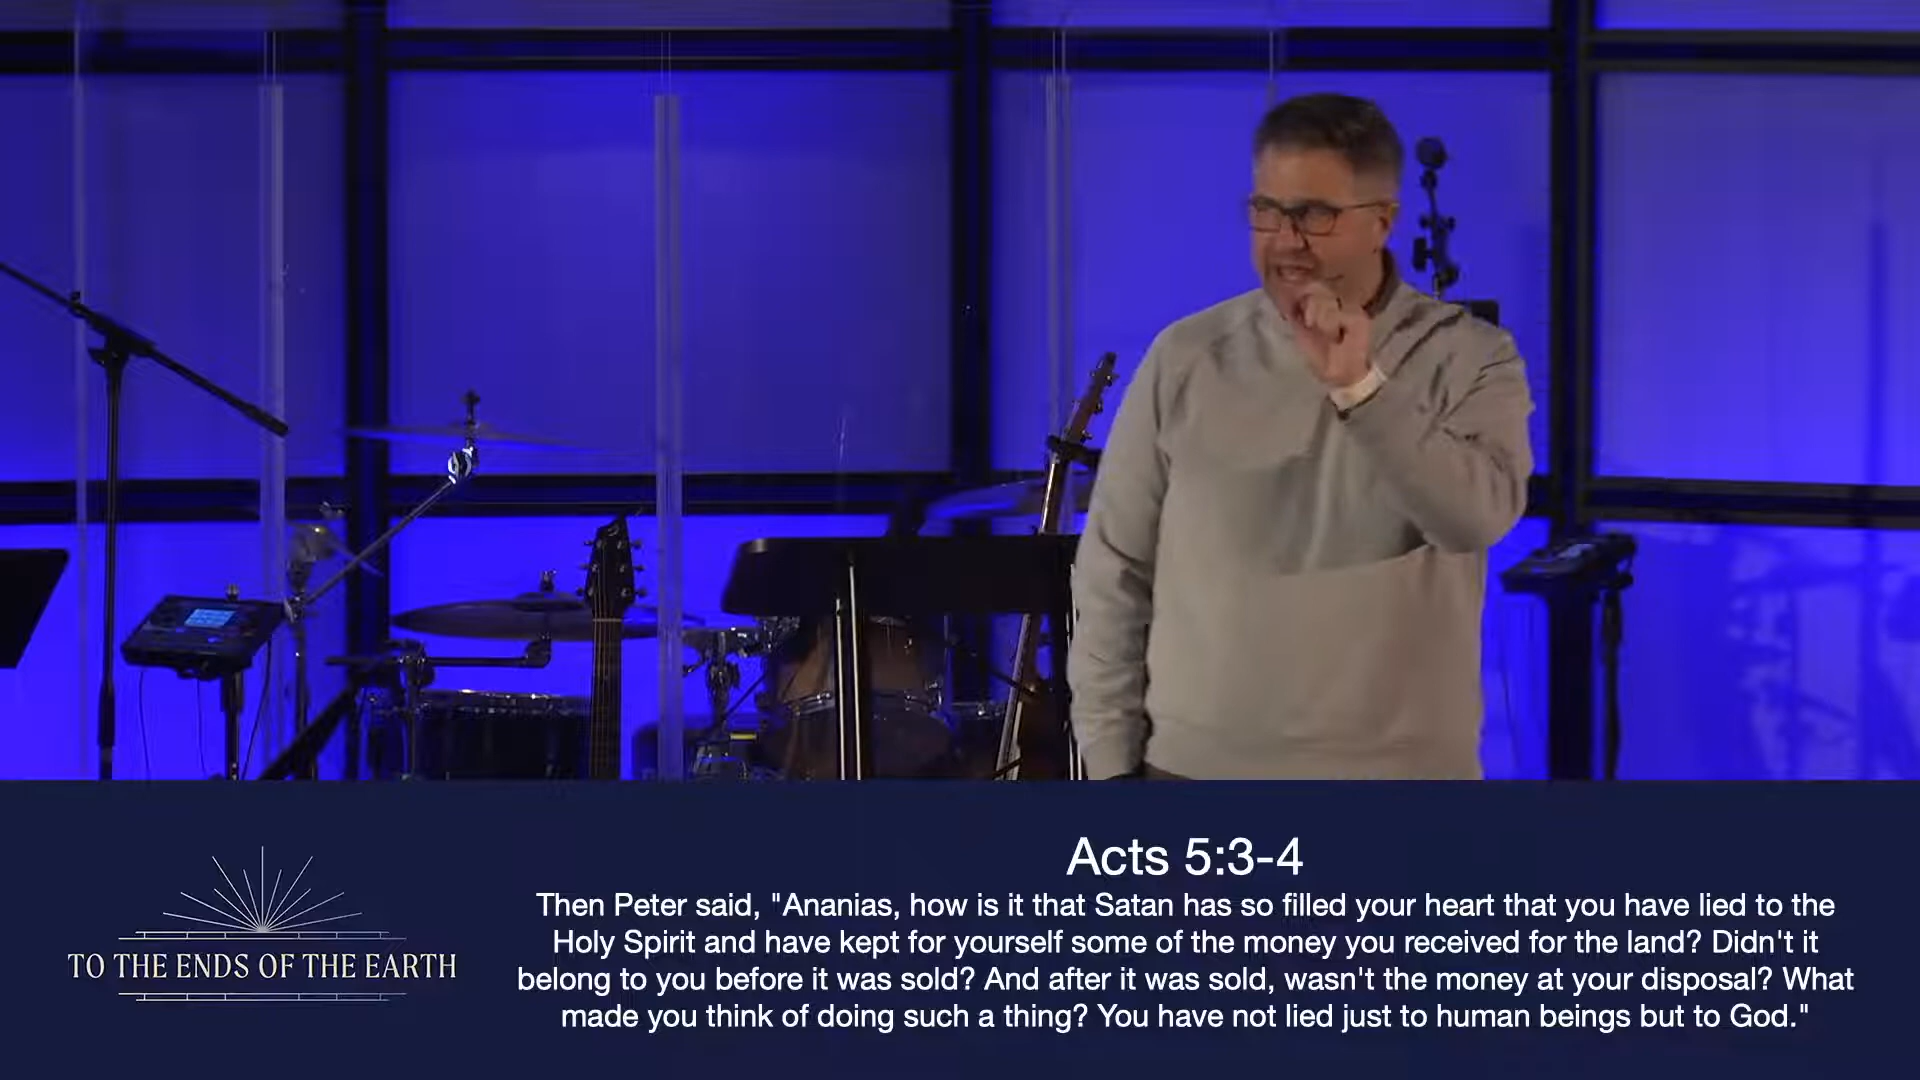 Acts 5:3-4
Then Peter said, "Ananias, how is it that Satan has so filled your heart that you have lied to the
Holy Spirit and have kept for yourself some of the money you received for the land? Didn't it
belong to you before it was sold? And after it was sold, wasn't the money at your disposal? What
made you think of doing such a thing? You have not lied just to human beings but to God."
TO THE ENDS OF THE EARTH